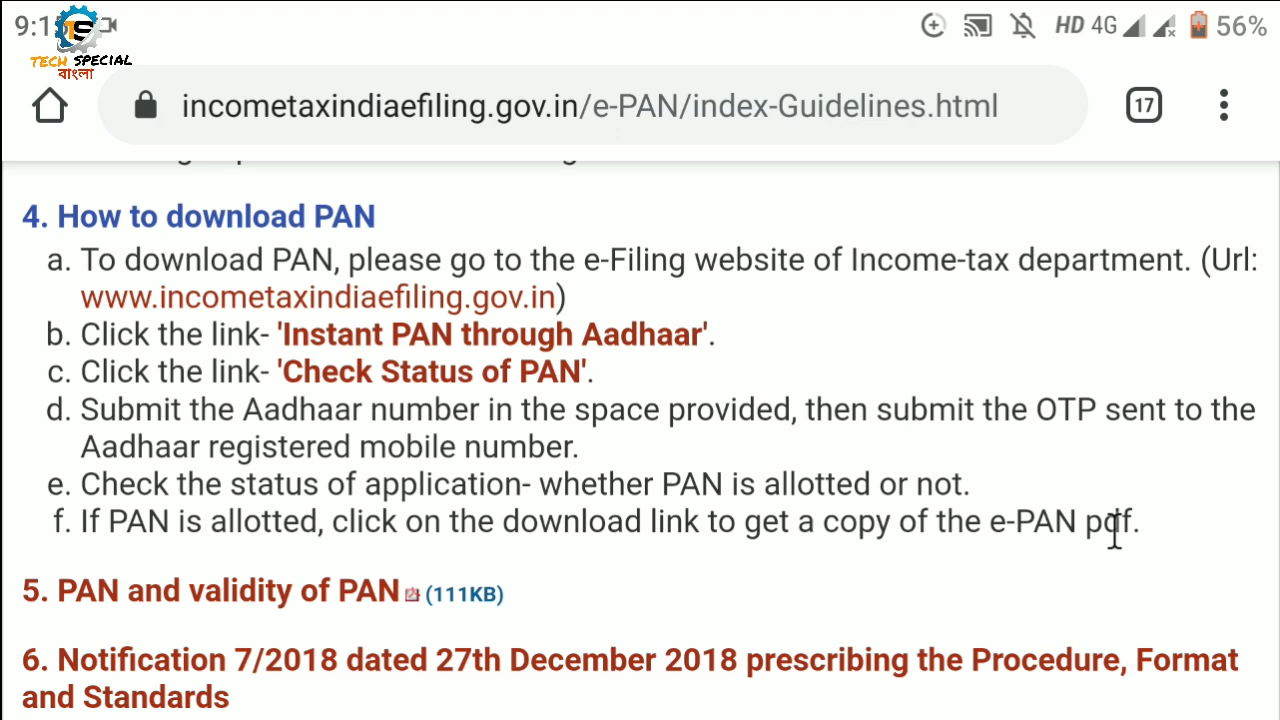 9:1
TECH SPECIAL
বাংলা
HD 4G 56%
incometaxindiaefiling.gov.in/e-PAN/index-Guidelines.html
17
4. How to download PAN
a. To download PAN, please go to the e-Filing website of Income-tax department. (Url:
www.incometaxindiaefiling.gov.in)
b. Click the link- 'Instant PAN through Aadhaar'.
c. Click the link- 'Check Status of PAN'.
d. Submit the Aadhaar number in the space provided, then submit the OTP sent to the
Aadhaar registered mobile number.
e. Check the status of application- whether PAN is allotted or not.
f. If PAN is allotted, click on the download link to get a copy of the e-PAN pdf.
5. PAN and validity of PAN (111KB)
6. Notification 7/2018 dated 27th December 2018 prescribing the Procedure, Format
and Standards